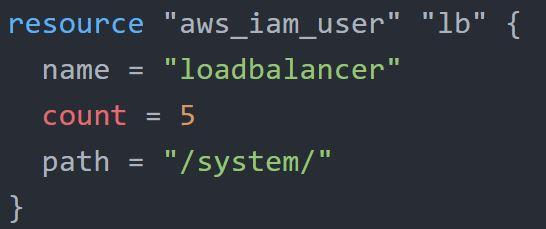 resource "aws_iam_user" "lb" {
  name = "loadbalancer"
  count = 5
  path = "/system/"
}